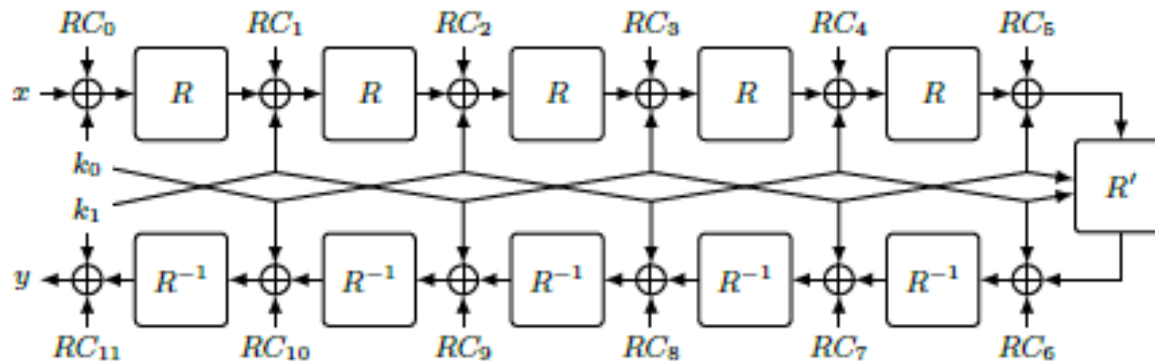 RC₀ RC₁ RC₂ RC₃ RC₄ RC₅
x R R R R R
k₀
R′
k₁
y R⁻¹ R⁻¹ R⁻¹ R⁻¹ R⁻¹
RC₁₁ RC₁₀ RC₉ RC₈ RC₇ RC₆